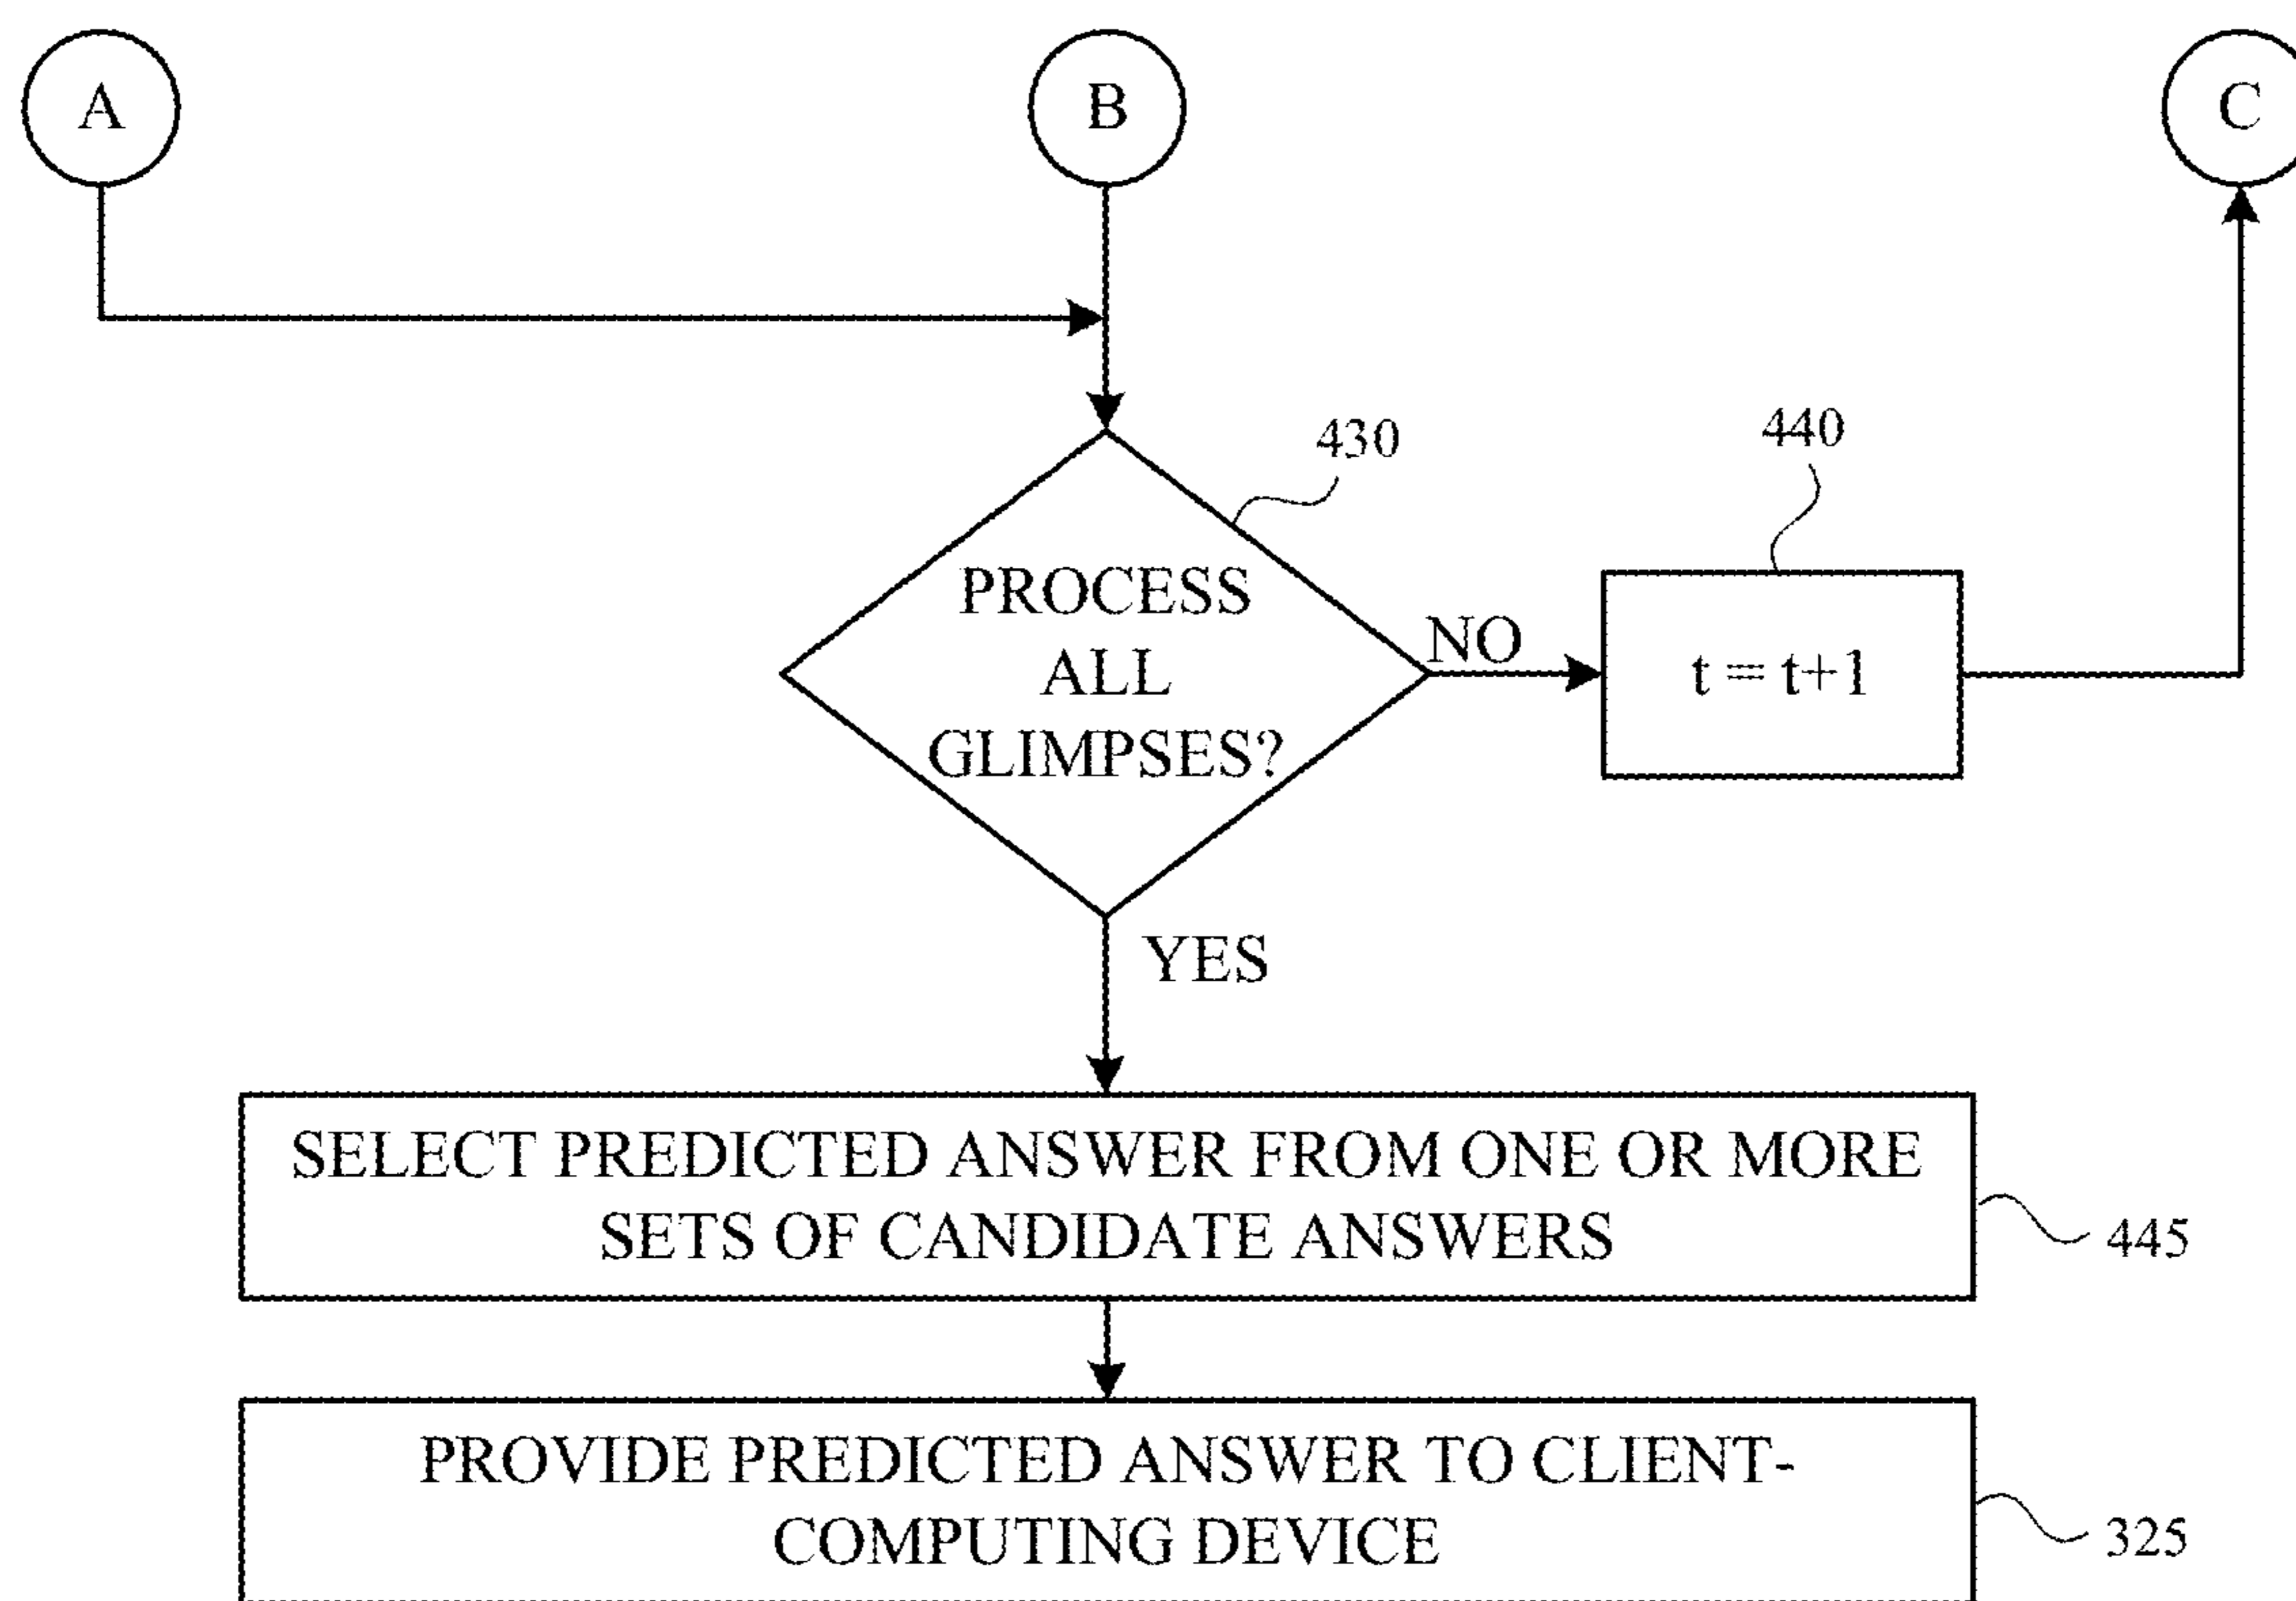 A
B
C
430
440
PROCESS
ALL
GLIMPSES?
NO
t = t+1
YES
SELECT PREDICTED ANSWER FROM ONE OR MORE
SETS OF CANDIDATE ANSWERS
445
PROVIDE PREDICTED ANSWER TO CLIENT-
COMPUTING DEVICE
325